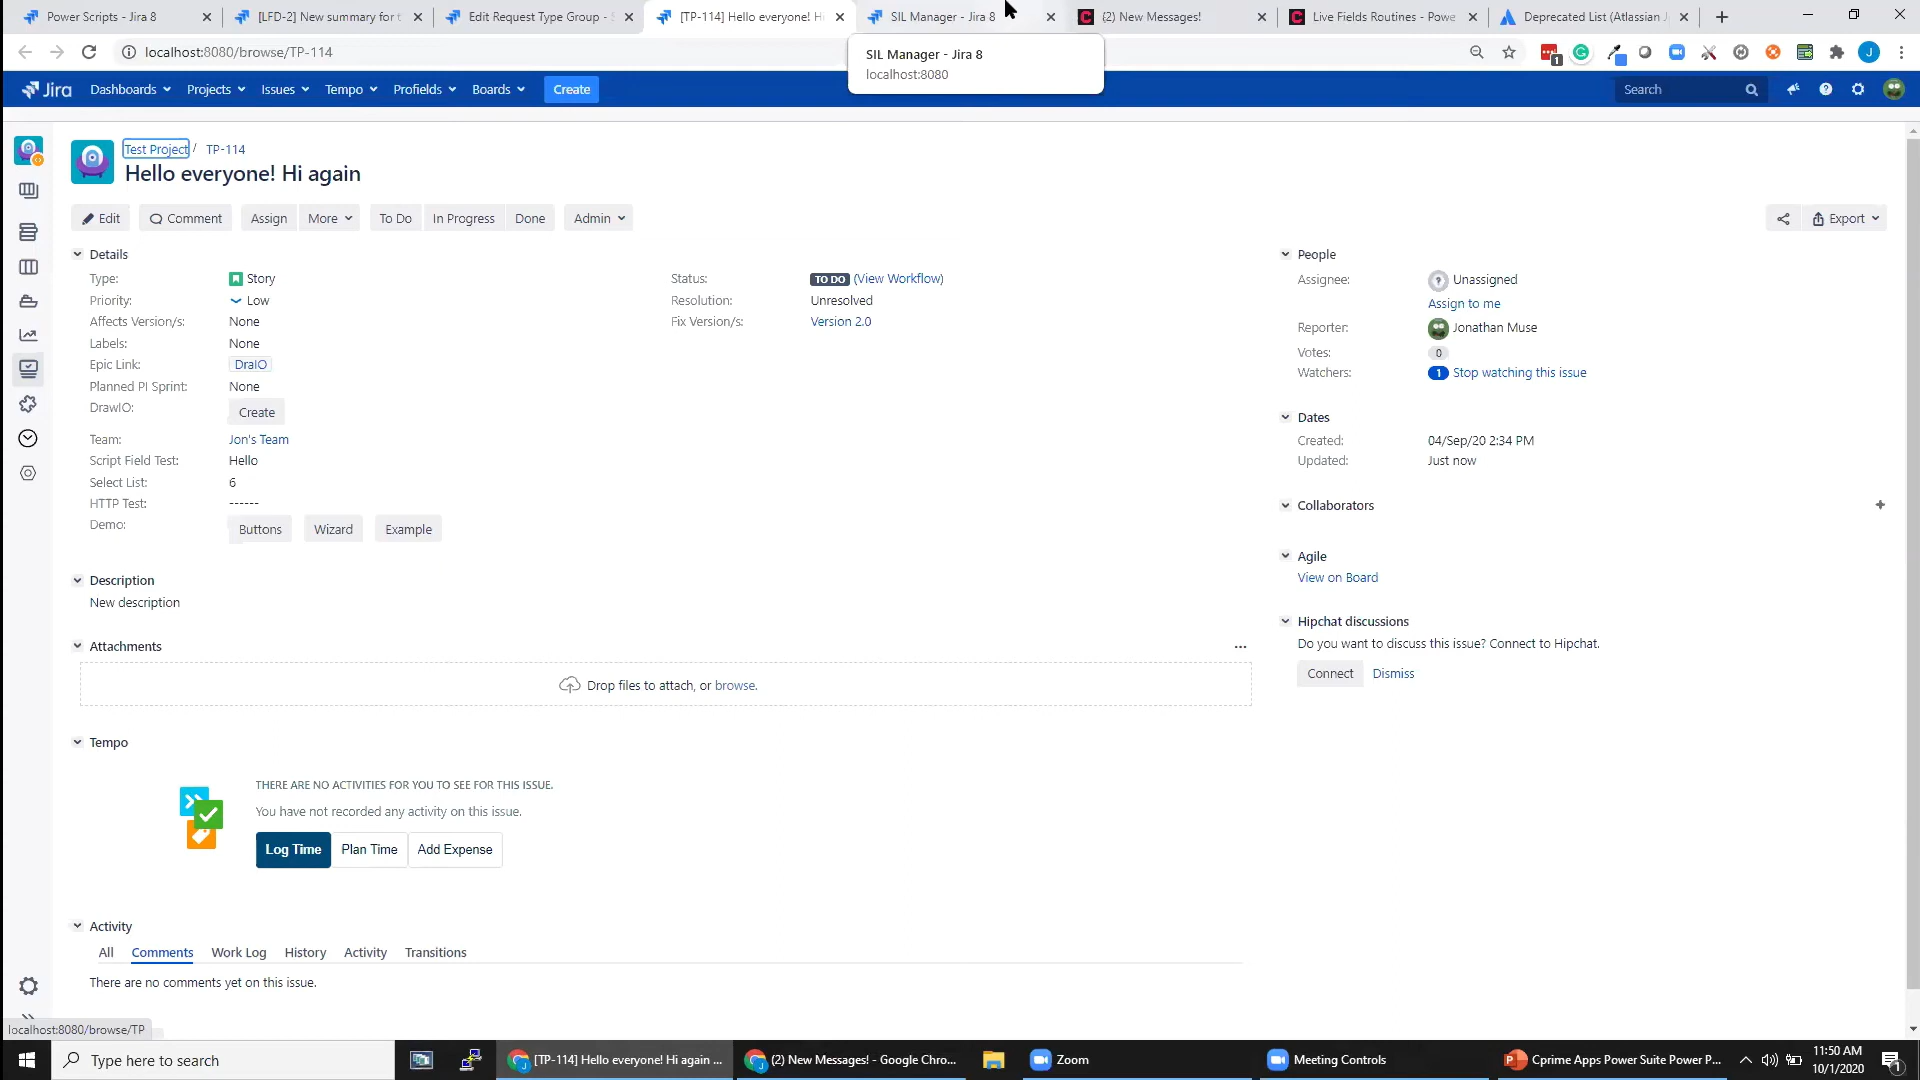 Power Scripts - Jira 8
[LFD-2] New summary for t
Edit Request Type Group - S
[TP-114] Hello everyone! Hi
SIL Manager - Jira 8
(2) New Messages!
Live Fields Routines - Powe
Deprecated List (Atlassian J
localhost:8080/browse/TP-114
SIL Manager - Jira 8
localhost:8080
1
J
Jira
Dashboards
Projects
Issues
Tempo
Profields
Boards
Create
Search
Test Project / TP-114
Hello everyone! Hi again
Edit
Comment
Assign
More
To Do
In Progress
Done
Admin
Export
Details
Type: Story
Priority: Low
Affects Version/s: None
Labels: None
Epic Link: DraIO
Planned PI Sprint: None
DrawIO: Create
Team: Jon's Team
Script Field Test: Hello
Select List: 6
HTTP Test: ------
Demo: Buttons Wizard Example
Status: TO DO (View Workflow)
Resolution: Unresolved
Fix Version/s: Version 2.0
Description
New description
Attachments
Drop files to attach, or browse.
Tempo
THERE ARE NO ACTIVITIES FOR YOU TO SEE FOR THIS ISSUE.
You have not recorded any activity on this issue.
Log Time Plan Time Add Expense
Activity
All Comments Work Log History Activity Transitions
There are no comments yet on this issue.
People
Assignee: Unassigned
Assign to me
Reporter: Jonathan Muse
Votes: 0
Watchers: 1 Stop watching this issue
Dates
Created: 04/Sep/20 2:34 PM
Updated: Just now
Collaborators
Agile
View on Board
Hipchat discussions
Do you want to discuss this issue? Connect to Hipchat.
Connect Dismiss
localhost:8080/browse/TP
Type here to search
[TP-114] Hello everyone! Hi again ...
(2) New Messages! - Google Chro...
Zoom
Meeting Controls
Cprime Apps Power Suite Power P...
11:50 AM
10/1/2020
1